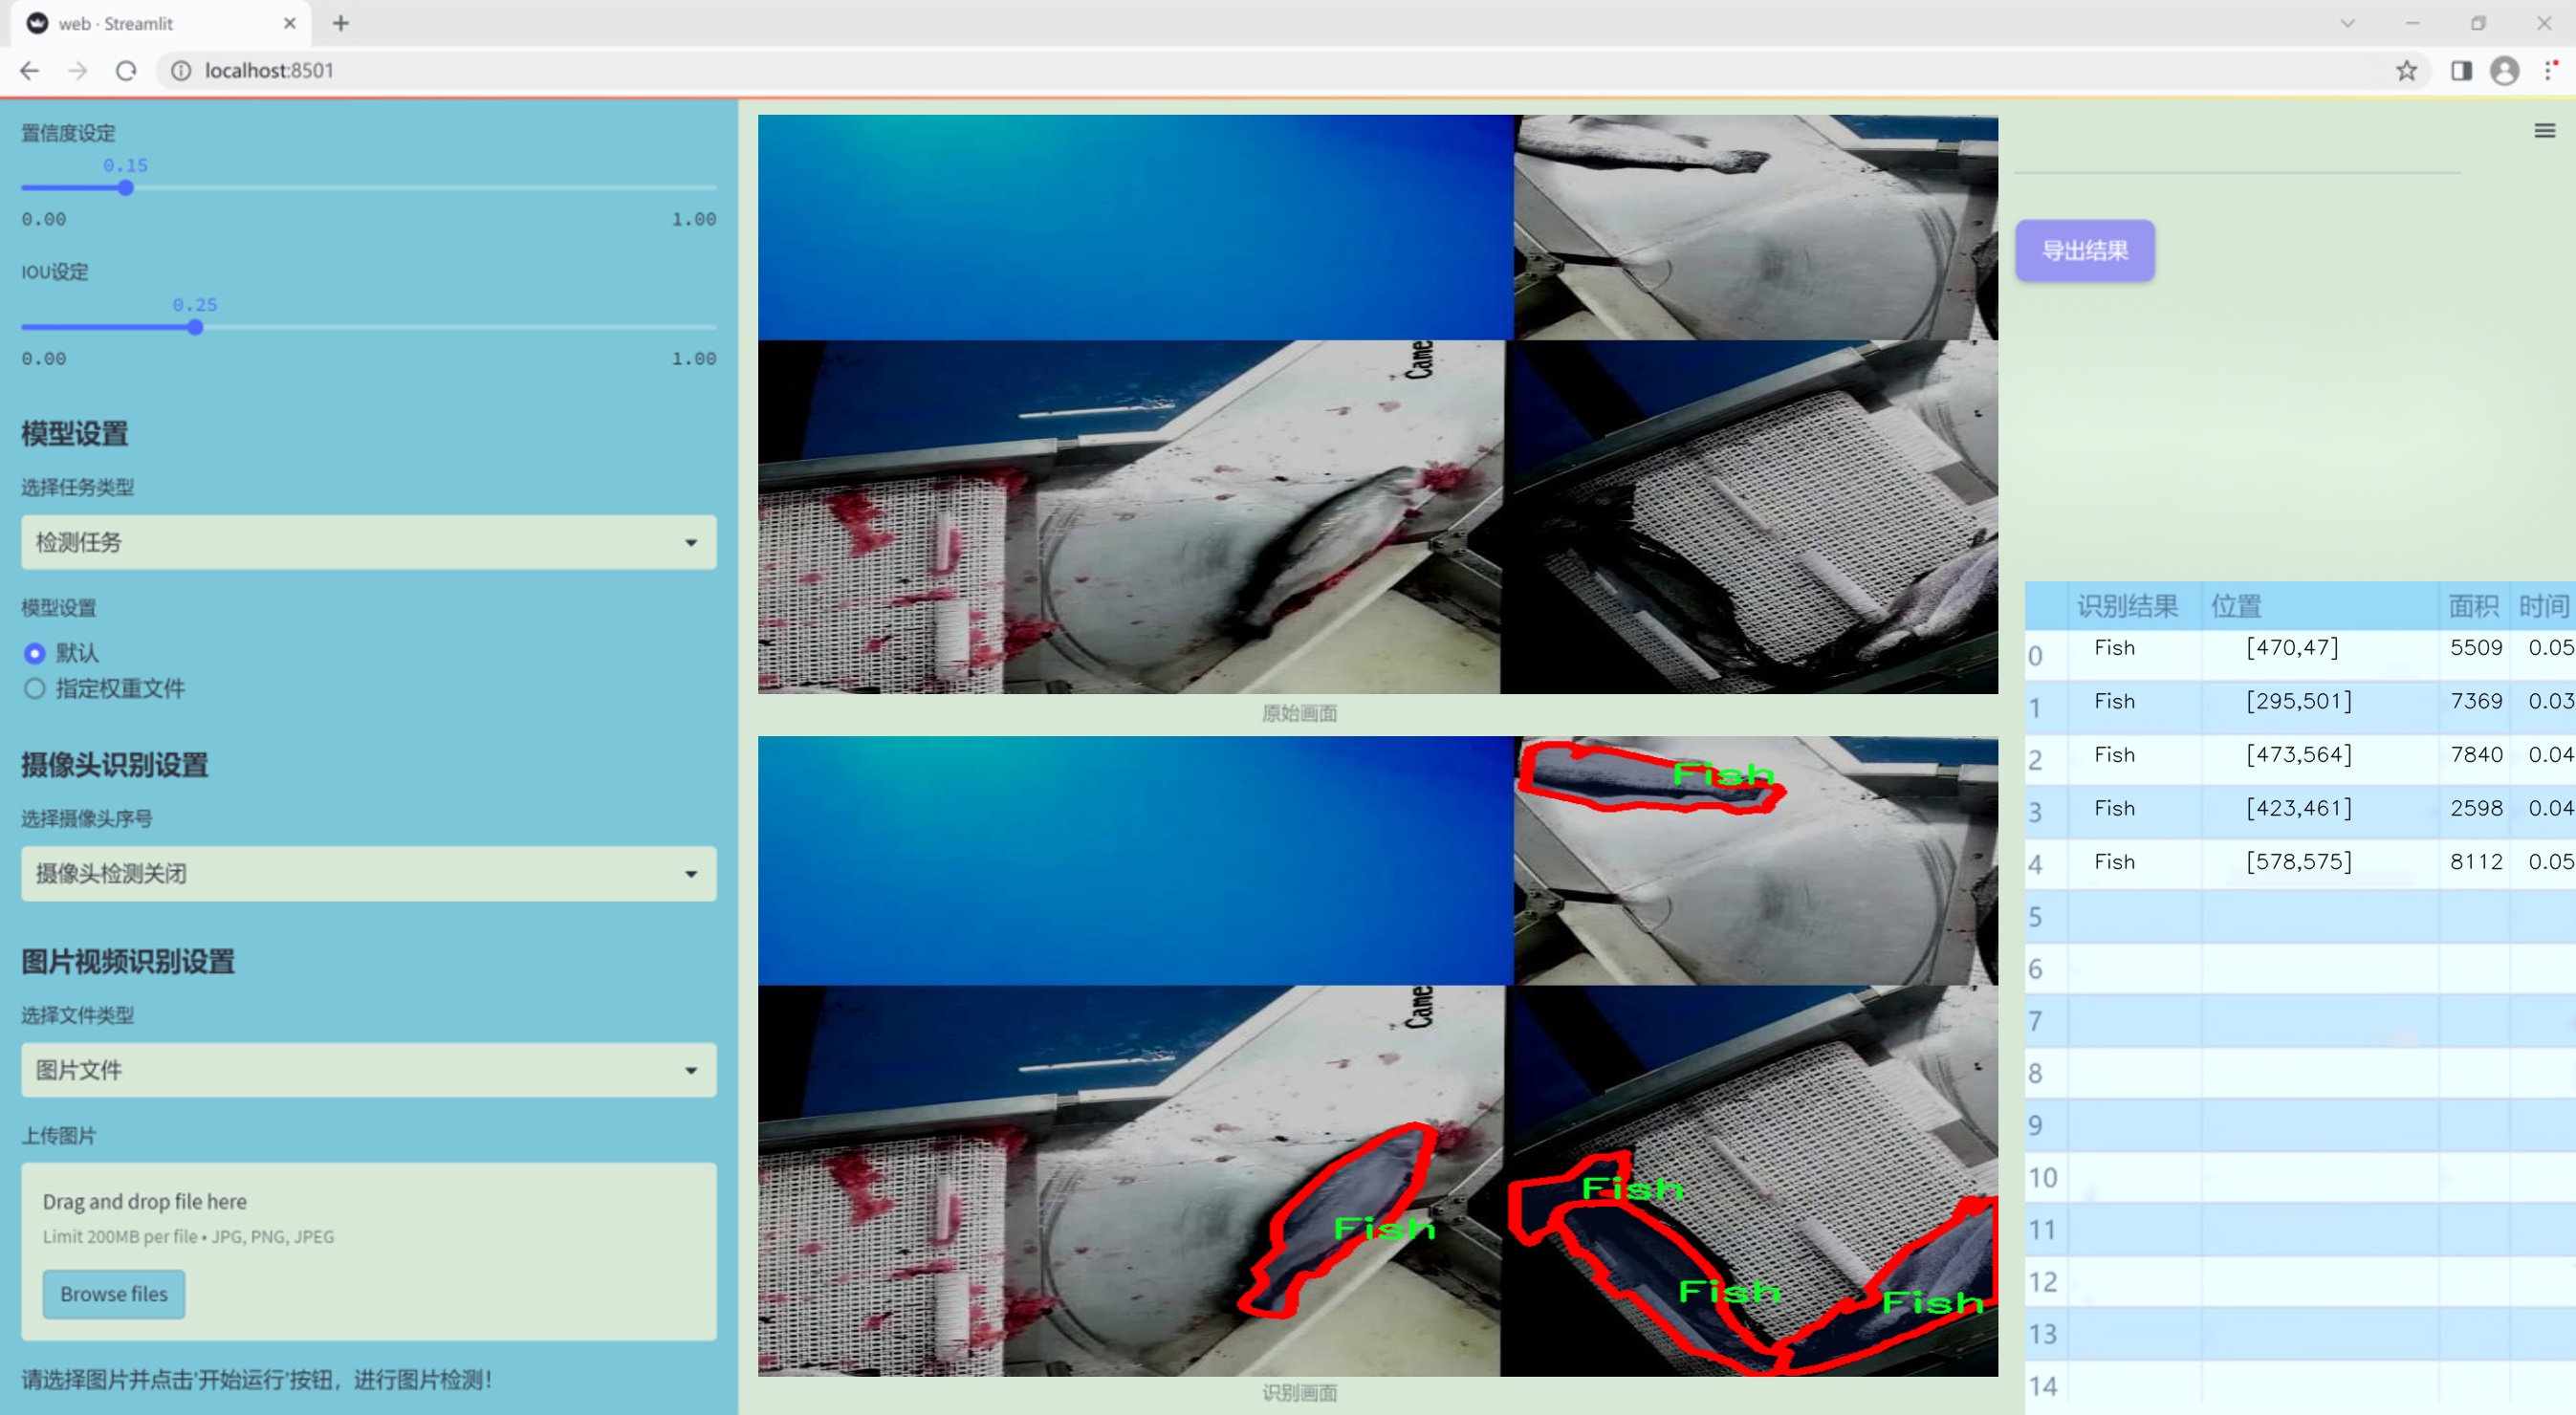 web · Streamlit
localhost:8501
置信度设定
0.15
0.00 1.00
IOU设定
0.25
0.00 1.00
模型设置
选择任务类型
检测任务
模型设置
默认
指定权重文件
摄像头识别设置
选择摄像头序号
摄像头检测关闭
图片视频识别设置
选择文件类型
图片文件
上传图片
Drag and drop file here
Limit 200MB per file • JPG, PNG, JPEG
Browse files
请选择图片并点击'开始运行'按钮，进行图片检测！
Came
原始画面
Fish
Came
Fish
Fish
Fish
Fish
识别画面
导出结果
识别结果 位置 面积 时间
0 Fish [470,47] 5509 0.05
1 Fish [295,501] 7369 0.03
2 Fish [473,564] 7840 0.04
3 Fish [423,461] 2598 0.04
4 Fish [578,575] 8112 0.05
5
6
7
8
9
10
11
12
13
14